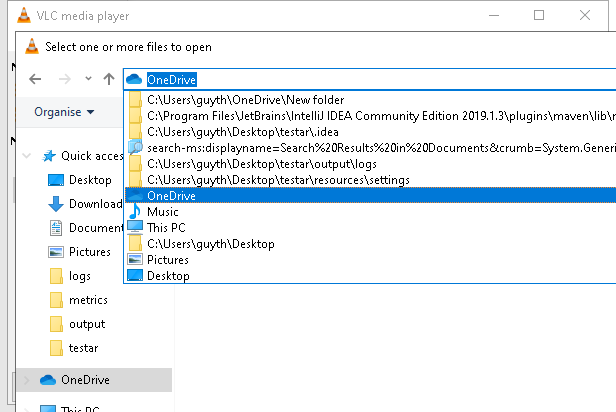 VLC media player
Select one or more files to open
OneDrive
Organise
C:\Users\guyth\OneDrive\New folder
C:\Program Files\JetBrains\IntelliJ IDEA Community Edition 2019.1.3\plugins\maven\lib\
C:\Users\guyth\Desktop\testar\.idea
search-ms:displayname=Search%20Results%20in%20Documents&crumb=System.Generi
C:\Users\guyth\Desktop\testar\output\logs
C:\Users\guyth\Desktop\testar\resources\settings
OneDrive
Music
This PC
C:\Users\guyth\Desktop
Pictures
Desktop
Quick acces
Desktop
Download
Document
Pictures
logs
metrics
output
testar
OneDrive
This PC